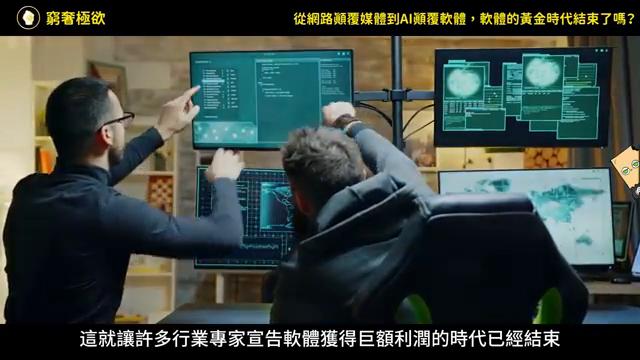 窮奢極欲
從網路顛覆媒體到AI顛覆軟體，軟體的黃金時代結束了嗎?
這就讓許多行業專家宣告軟體獲得巨額利潤的時代已經結束